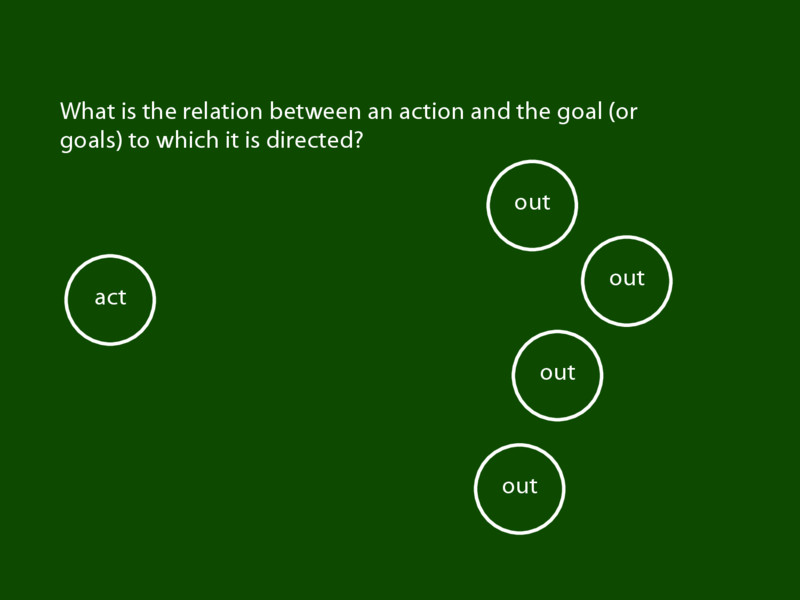 What is the relation between an action and the goal (or
goals) to which it is directed?
out
out
act
out
out